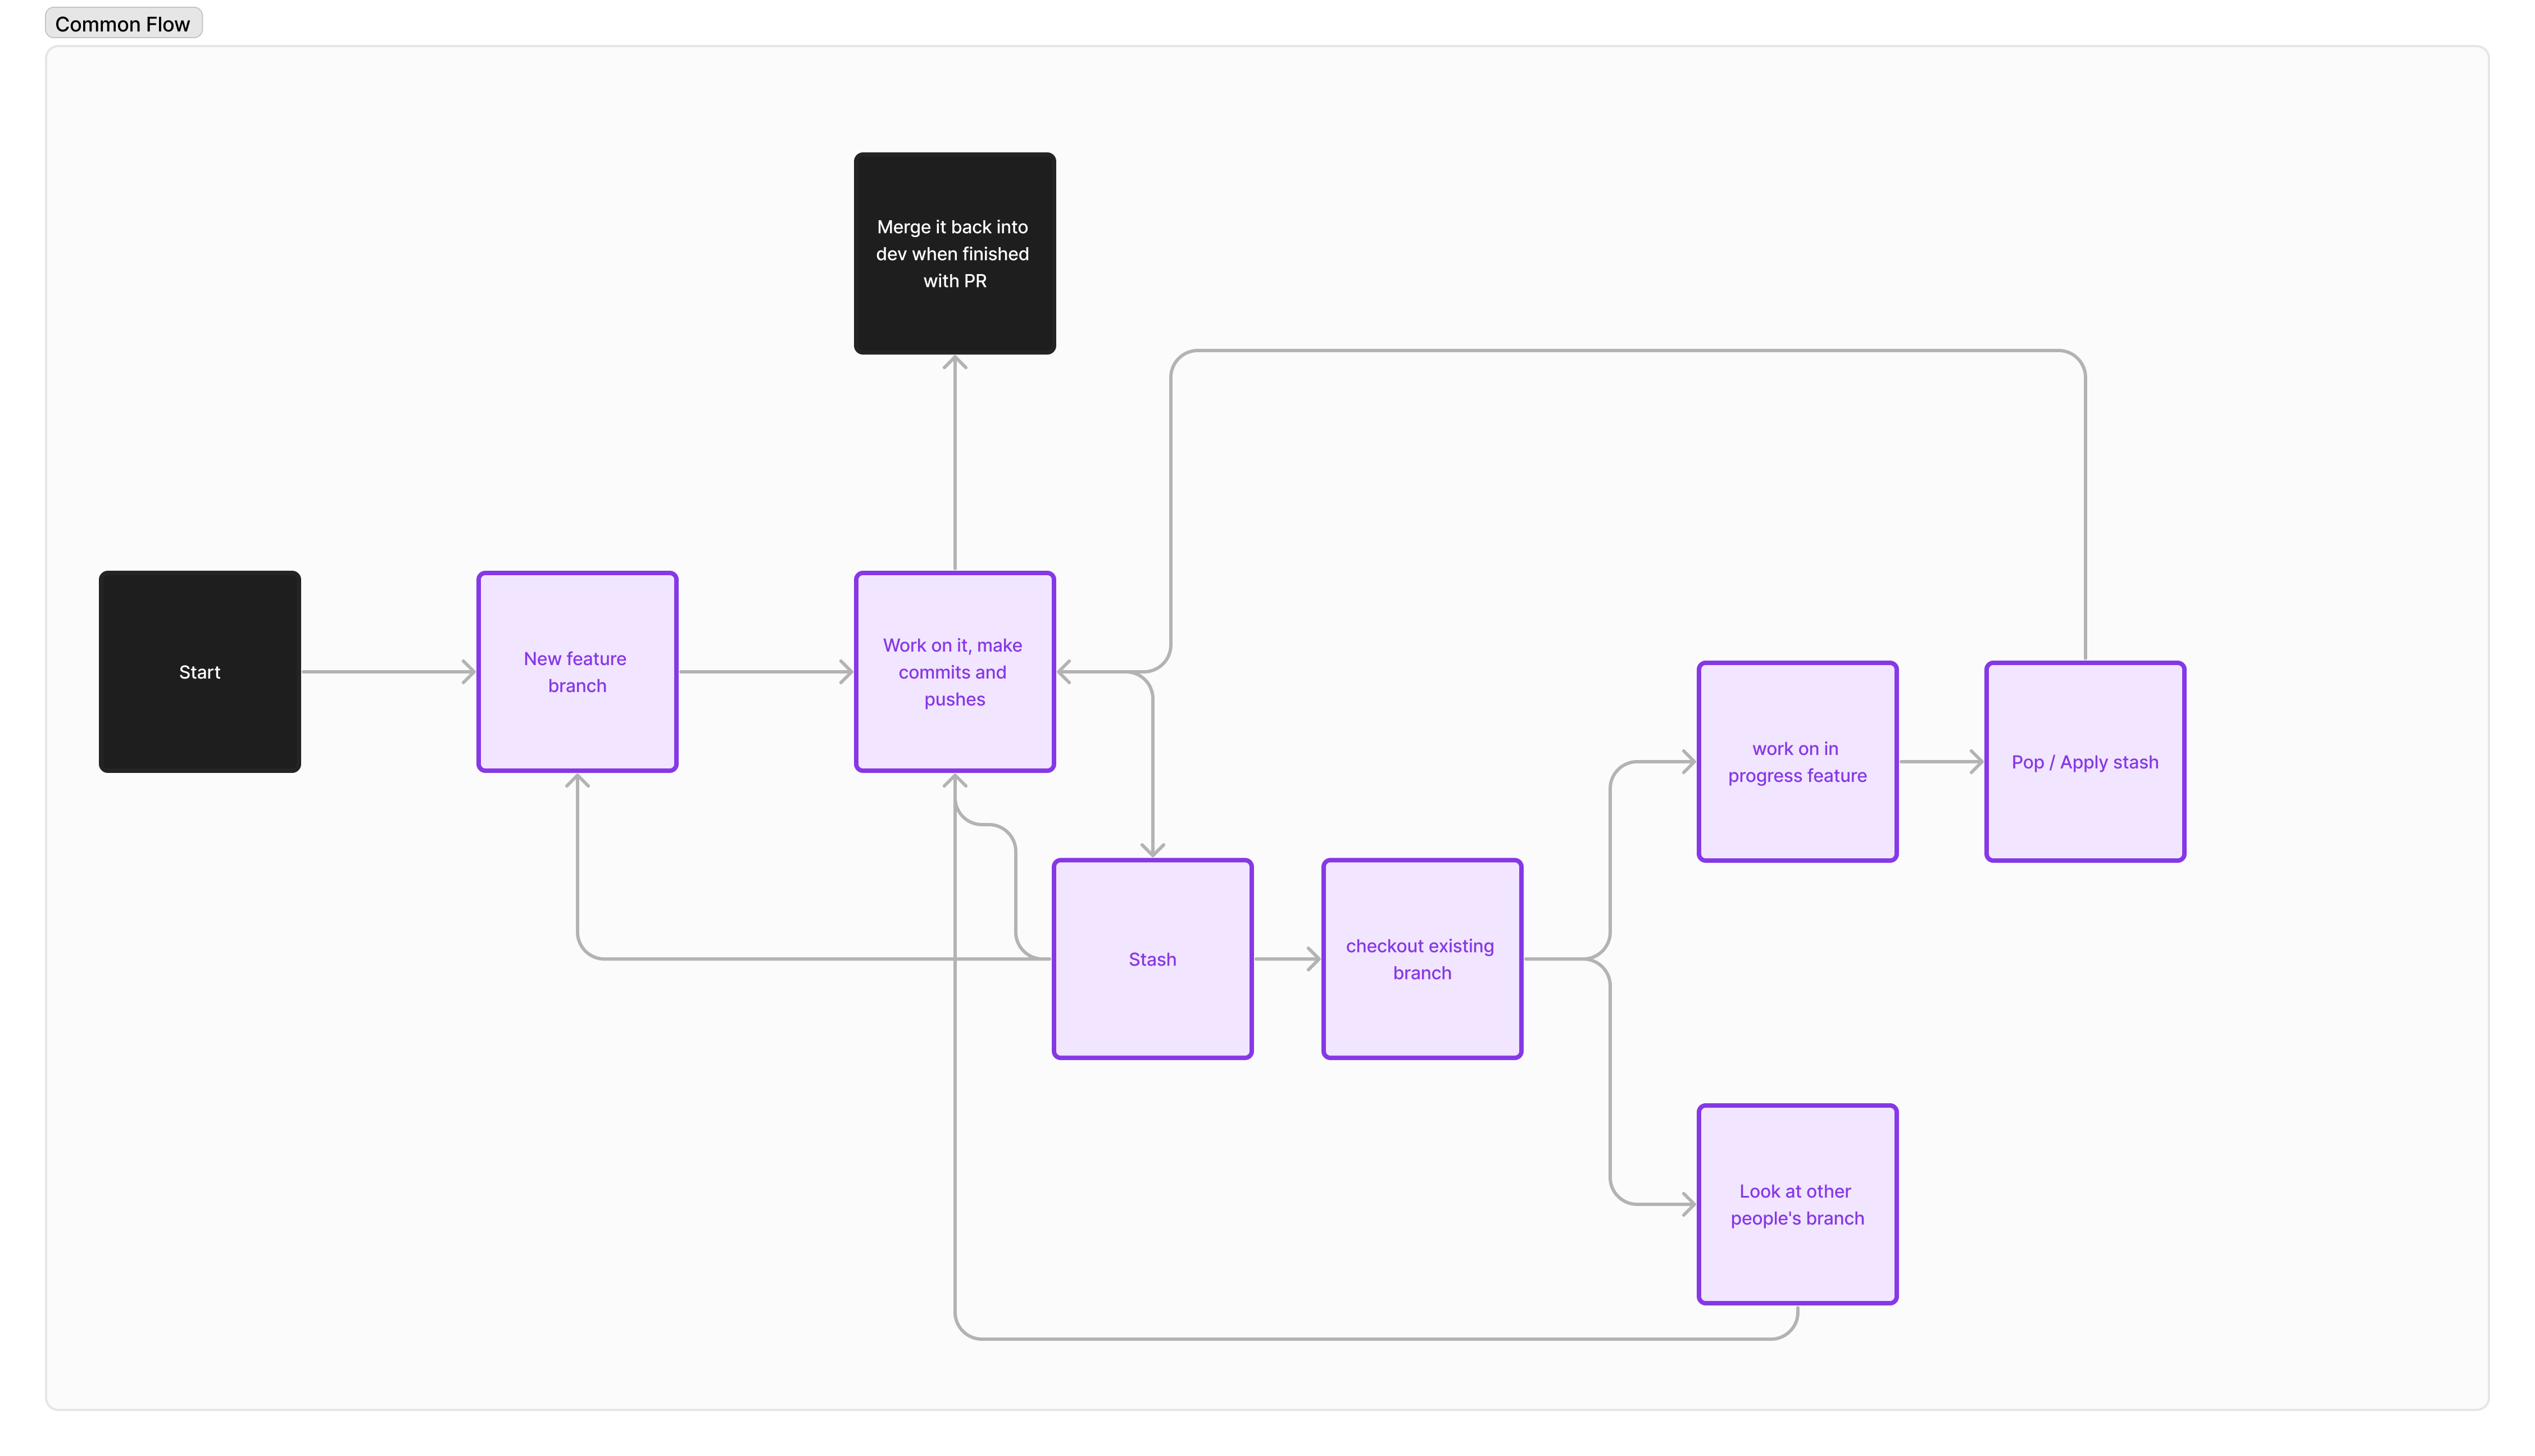 Common Flow
Merge it back into
dev when finished
with PR
Start
New feature
branch
Work on it, make
commits and
pushes
work on in
progress feature
Pop / Apply stash
Stash
checkout existing
branch
Look at other
people's branch